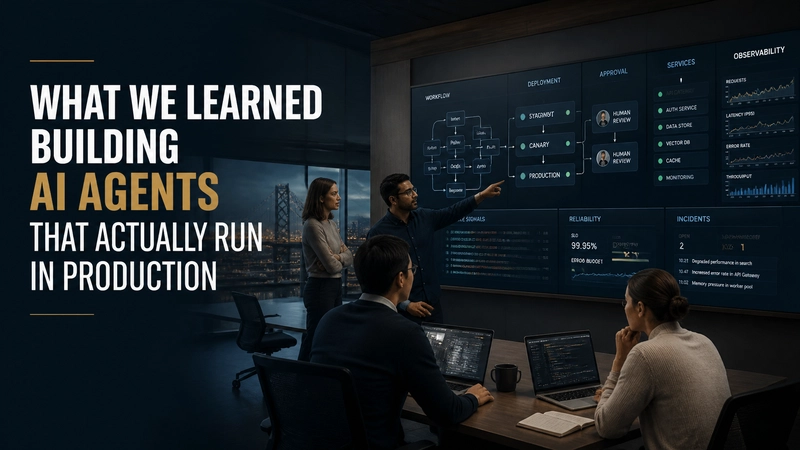 WHAT WE LEARNED
BUILDING
AI AGENTS
THAT ACTUALLY RUN
IN PRODUCTION
WORKFLOW
DEPLOYMENT
CANARY
PRODUCTION
APPROVAL
HUMAN
REVIEW
HUMAN
REVIEW
SERVICES
AUTH SERVICE
DATA STORE
VECTOR DB
CACHE
MONITORING
OBSERVABILITY
REQUESTS
LATENCY
ERROR RATE
THROUGHPUT
SIGNALS
RELIABILITY
SLO
99.95%
ERROR BUDGET
INCIDENTS
2
1
Degraded performance in search
Increased error rate in API Gateway
Memory pressure in worker pool